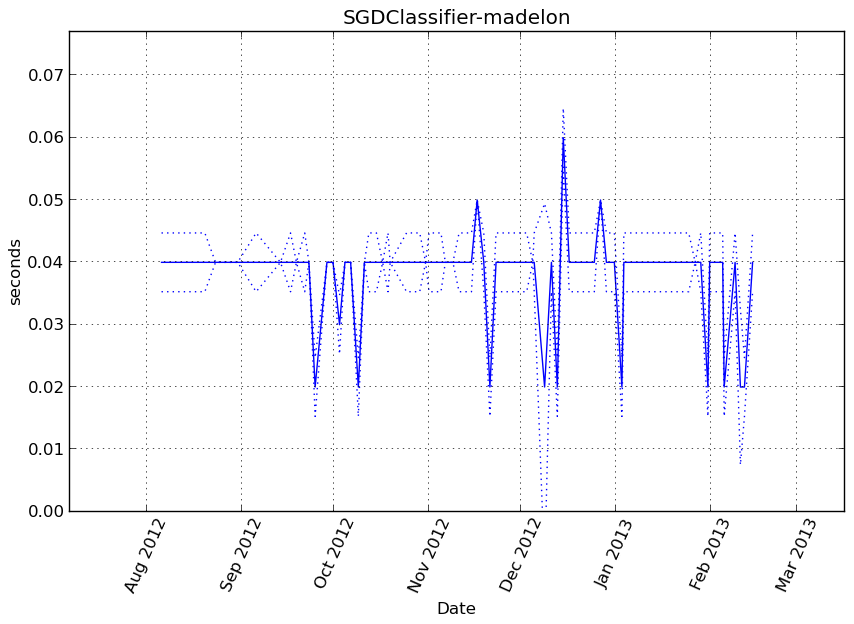 SGDClassifier-madelon
0.07
0.06
0.05
0.04
0.03
0.02
0.01
0.00
seconds
Aug 2012
Sep 2012
Oct 2012
Nov 2012
Dec 2012
Jan 2013
Feb 2013
Mar 2013
Date